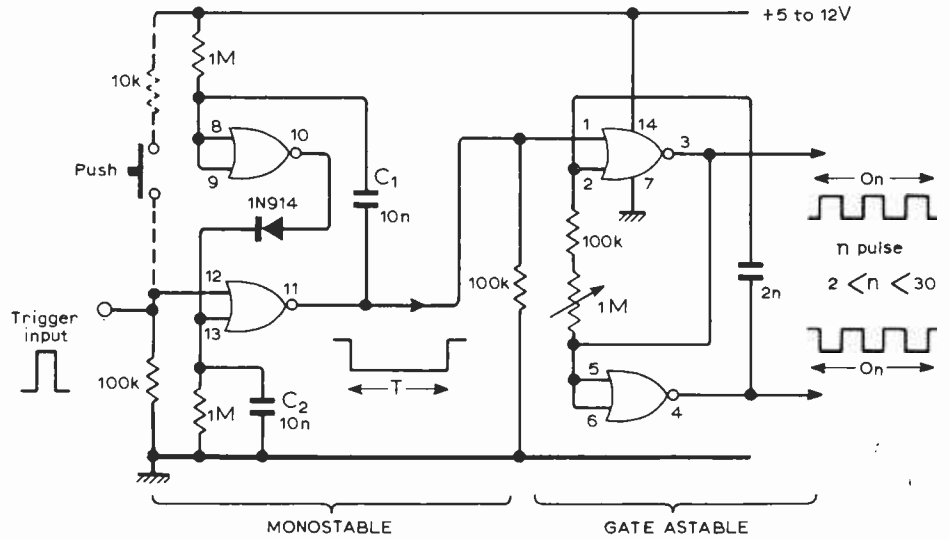 +5 to 12V
1M
10k
8
10
9
Push
C1
10n
1N914
12
11
13
Trigger
input
100k
1M
C2
10n
T
100k
1
14
3
2
7
100k
1M
2n
5
4
6
On
n pulse
2 < n < 30
On
MONOSTABLE
GATE ASTABLE